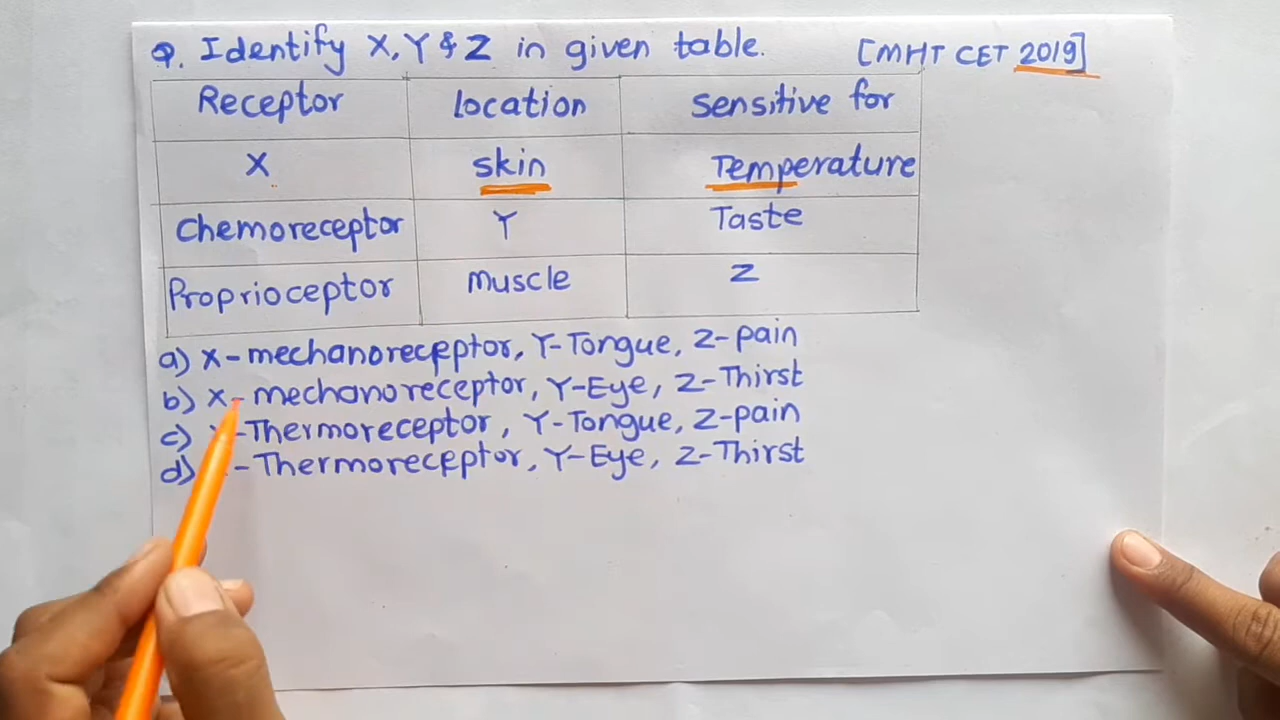 Q. Identify X, Y & Z in given table. [MHT CET 2019]
Receptor location sensitive for
X skin Temperature
Chemoreceptor Y Taste
Proprioceptor Muscle Z
a) X - mechanoreceptor, Y-Tongue, Z-pain
b) X - mechanoreceptor, Y-Eye, Z-Thirst
c) - Thermoreceptor, Y-Tongue, Z-pain
d) - Thermoreceptor, Y-Eye, Z-Thirst